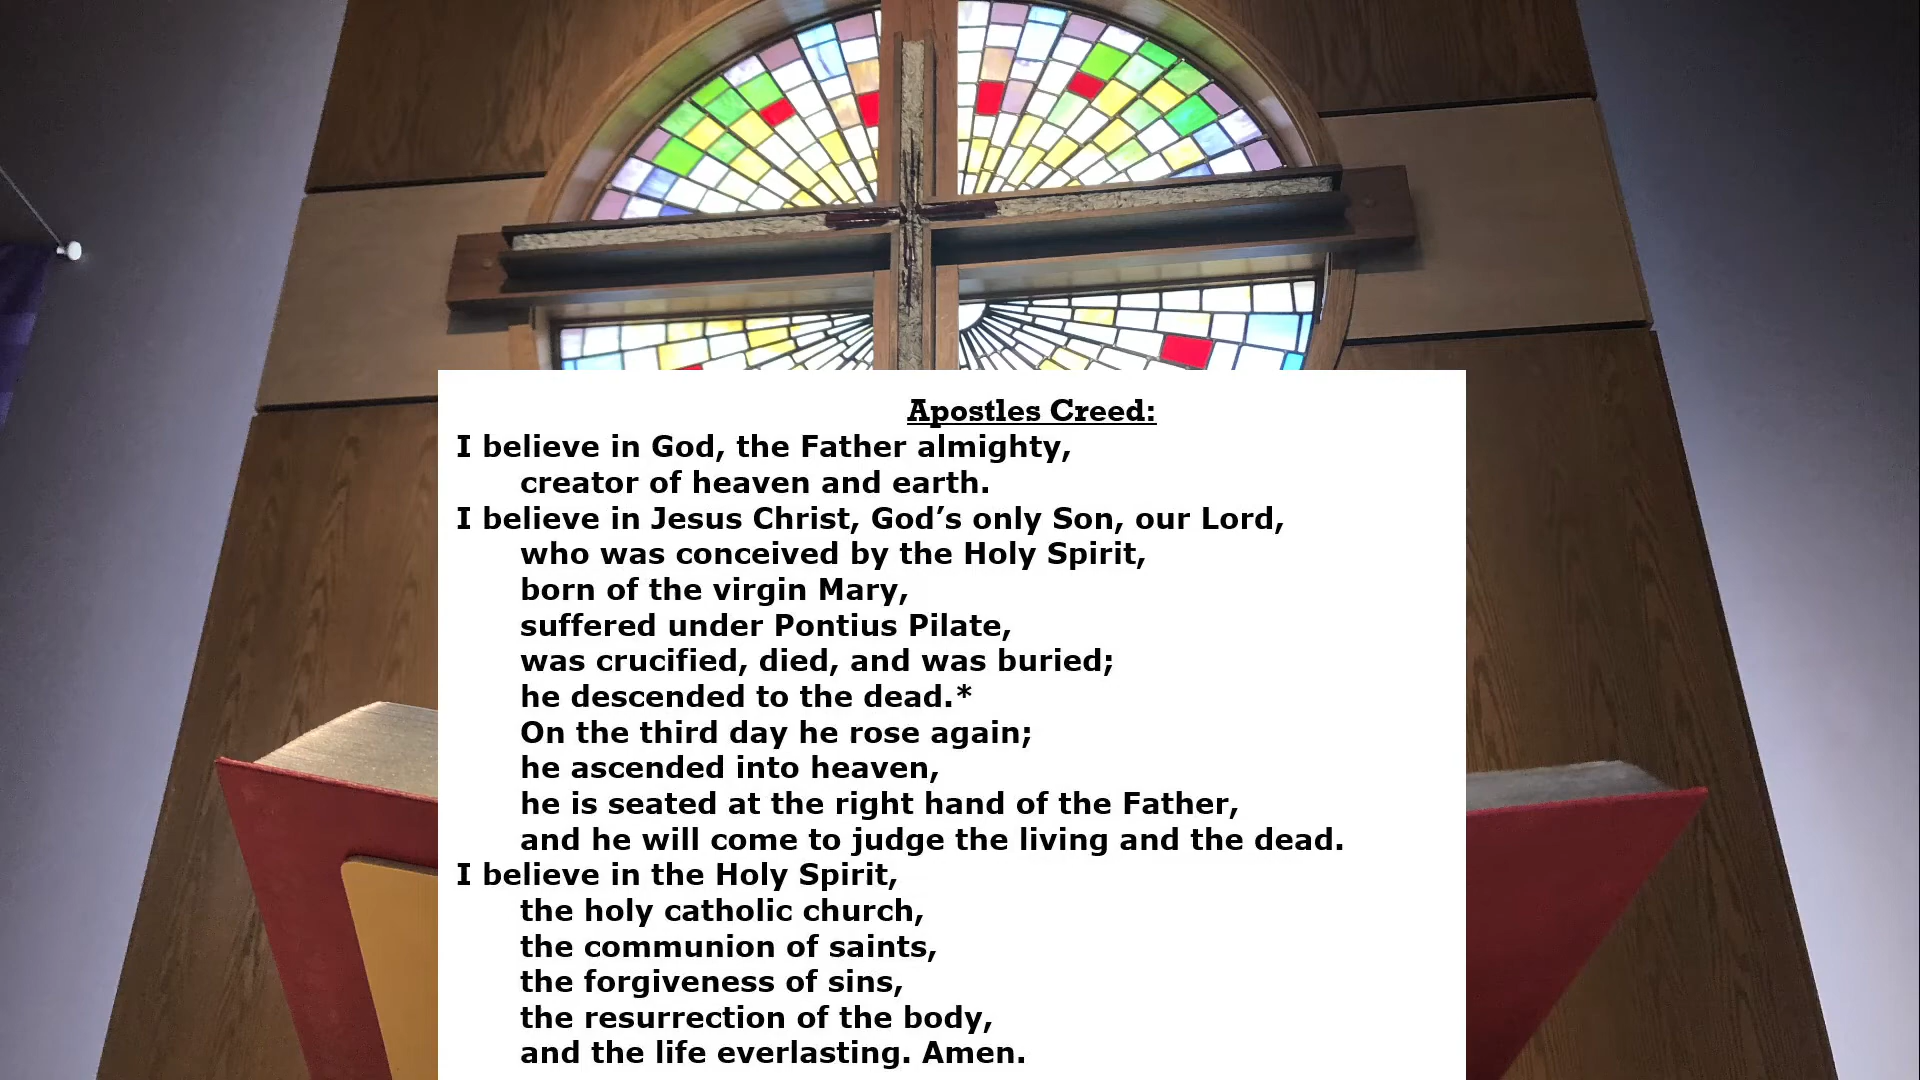 Apostles Creed:
I believe in God, the Father almighty,
creator of heaven and earth.
I believe in Jesus Christ, God’s only Son, our Lord,
who was conceived by the Holy Spirit,
born of the virgin Mary,
suffered under Pontius Pilate,
was crucified, died, and was buried;
he descended to the dead.*
On the third day he rose again;
he ascended into heaven,
he is seated at the right hand of the Father,
and he will come to judge the living and the dead.
I believe in the Holy Spirit,
the holy catholic church,
the communion of saints,
the forgiveness of sins,
the resurrection of the body,
and the life everlasting. Amen.